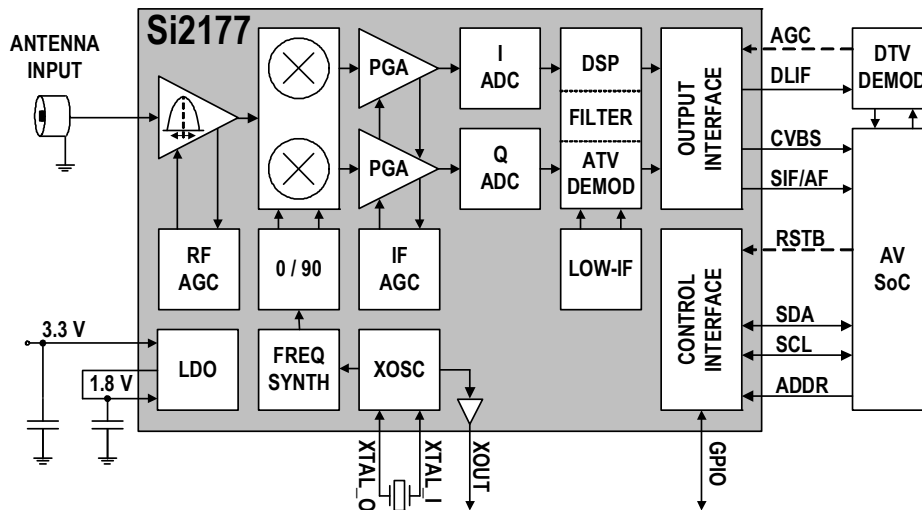 Si2177
ANTENNA
INPUT
PGA
PGA
I
ADC
Q
ADC
DSP
FILTER
ATV
DEMOD
OUTPUT
INTERFACE
AGC
DLIF
CVBS
SIF/AF
RSTB
SDA
SCL
ADDR
DTV
DEMOD
AV
SoC
RF
AGC
0 / 90
IF
AGC
LOW-IF
CONTROL
INTERFACE
3.3 V
1.8 V
LDO
FREQ
SYNTH
XOSC
XTAL_O
XTAL_I
XOUT
GPIO